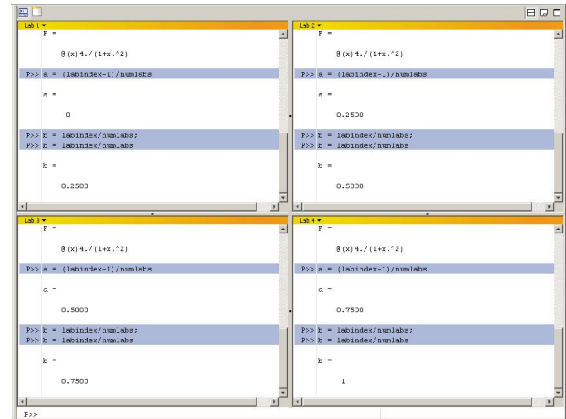 Lab 1
F =
@(x)4./(1+x.^2)
P>> a = (labindex-1)/numlabs
a =
0
P>> b = labindex/numlabs;
P>> b = labindex/numlabs
b =
0.2500
Lab 2
F =
@(x)4./(1+x.^2)
P>> a = (labindex-1)/numlabs
a =
0.2500
P>> b = labindex/numlabs;
P>> b = labindex/numlabs
b =
0.5000
Lab 3
F =
@(x)4./(1+x.^2)
P>> a = (labindex-1)/numlabs
a =
0.5000
P>> b = labindex/numlabs;
P>> b = labindex/numlabs
b =
0.7500
Lab 4
F =
@(x)4./(1+x.^2)
P>> a = (labindex-1)/numlabs
a =
0.7500
P>> b = labindex/numlabs;
P>> b = labindex/numlabs
b =
1
P>>